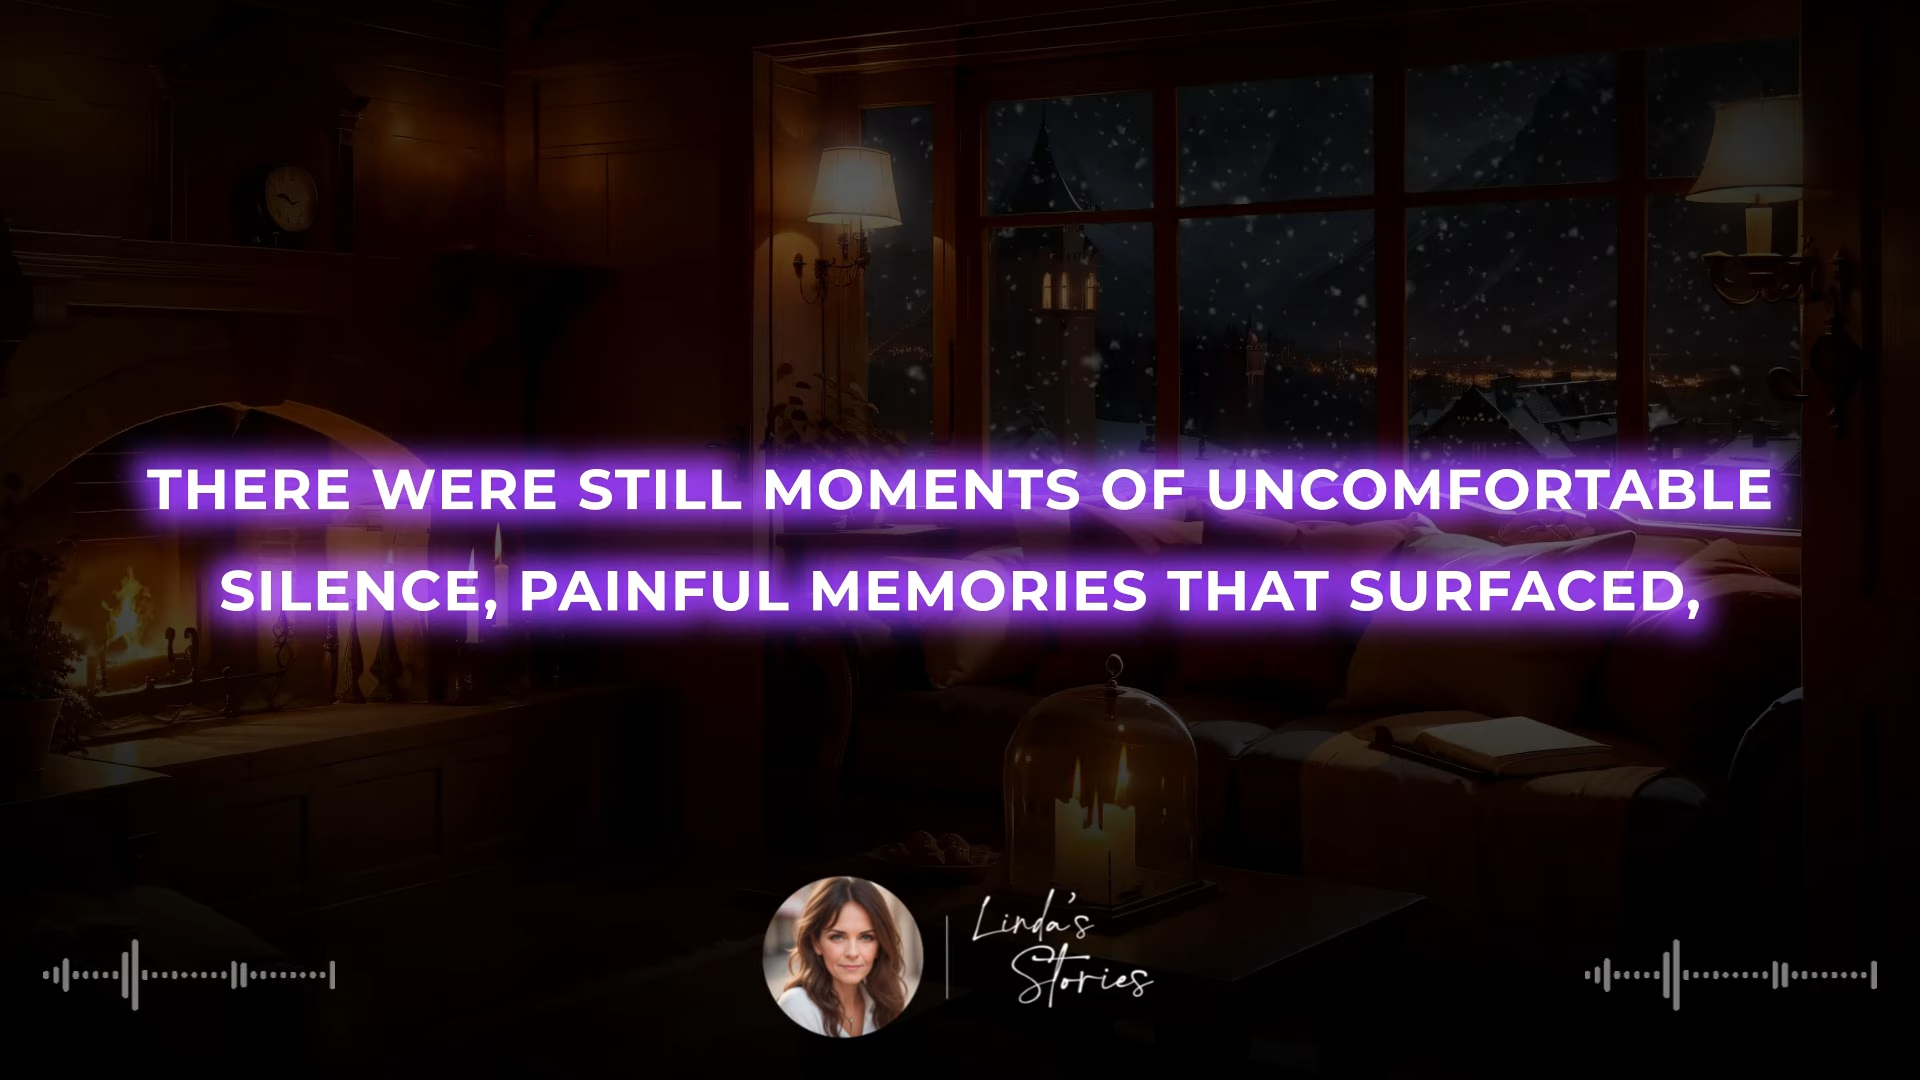 THERE WERE STILL MOMENTS OF UNCOMFORTABLE
SILENCE, PAINFUL MEMORIES THAT SURFACED,
Linda's
Stories